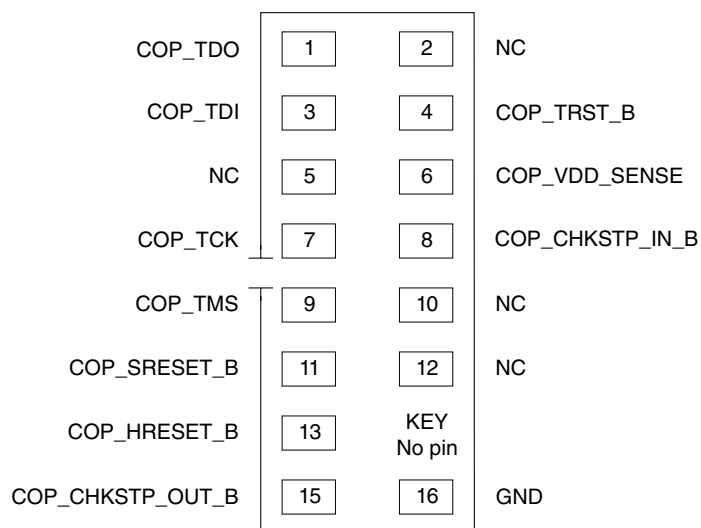 COP_TDO 1 2 NC
COP_TDI 3 4 COP_TRST_B
NC 5 6 COP_VDD_SENSE
COP_TCK 7 8 COP_CHKSTP_IN_B
COP_TMS 9 10 NC
COP_SRESET_B 11 12 NC
COP_HRESET_B 13 KEY
No pin
COP_CHKSTP_OUT_B 15 16 GND